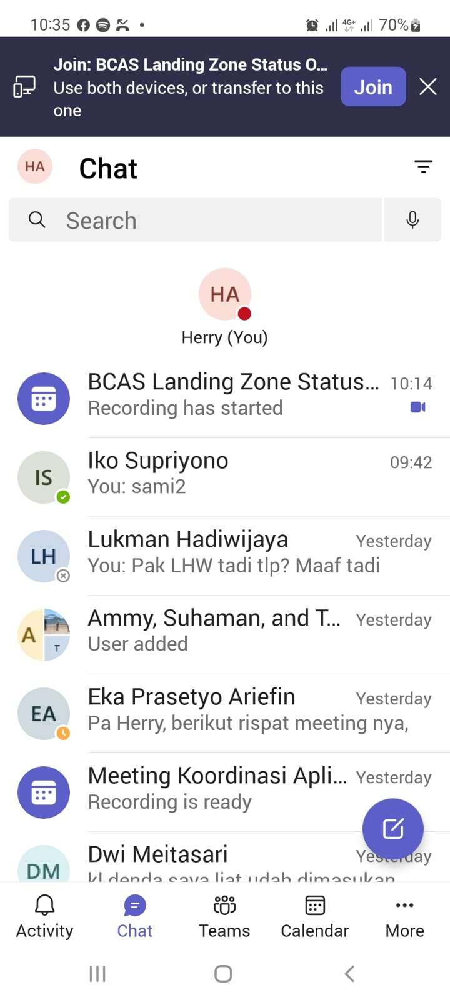 10:35
4G+
70%
Join: BCAS Landing Zone Status O...
Use both devices, or transfer to this
one
Join
HA
Chat
Search
HA
Herry (You)
BCAS Landing Zone Status... 10:14
Recording has started
IS
Iko Supriyono 09:42
You: sami2
LH
Lukman Hadiwijaya Yesterday
You: Pak LHW tadi tlp? Maaf tadi
A
T
Ammy, Suhaman, and T... Yesterday
User added
EA
Eka Prasetyo Ariefin Yesterday
Pa Herry, berikut rispat meeting nya,
Meeting Koordinasi Apli... Yesterday
Recording is ready
DM
Dwi Meitasari Yesterday
kl denda saya liat udah dimasukan
Activity
Chat
Teams
Calendar
More